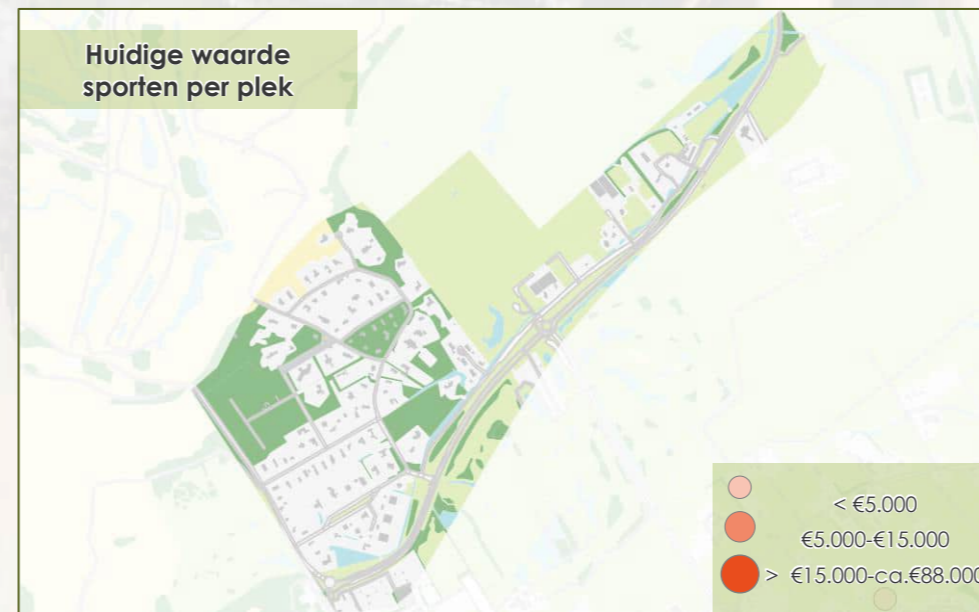 Huidige waarde
sporten per plek
< €5.000
€5.000-€15.000
> €15.000-ca.€88.000